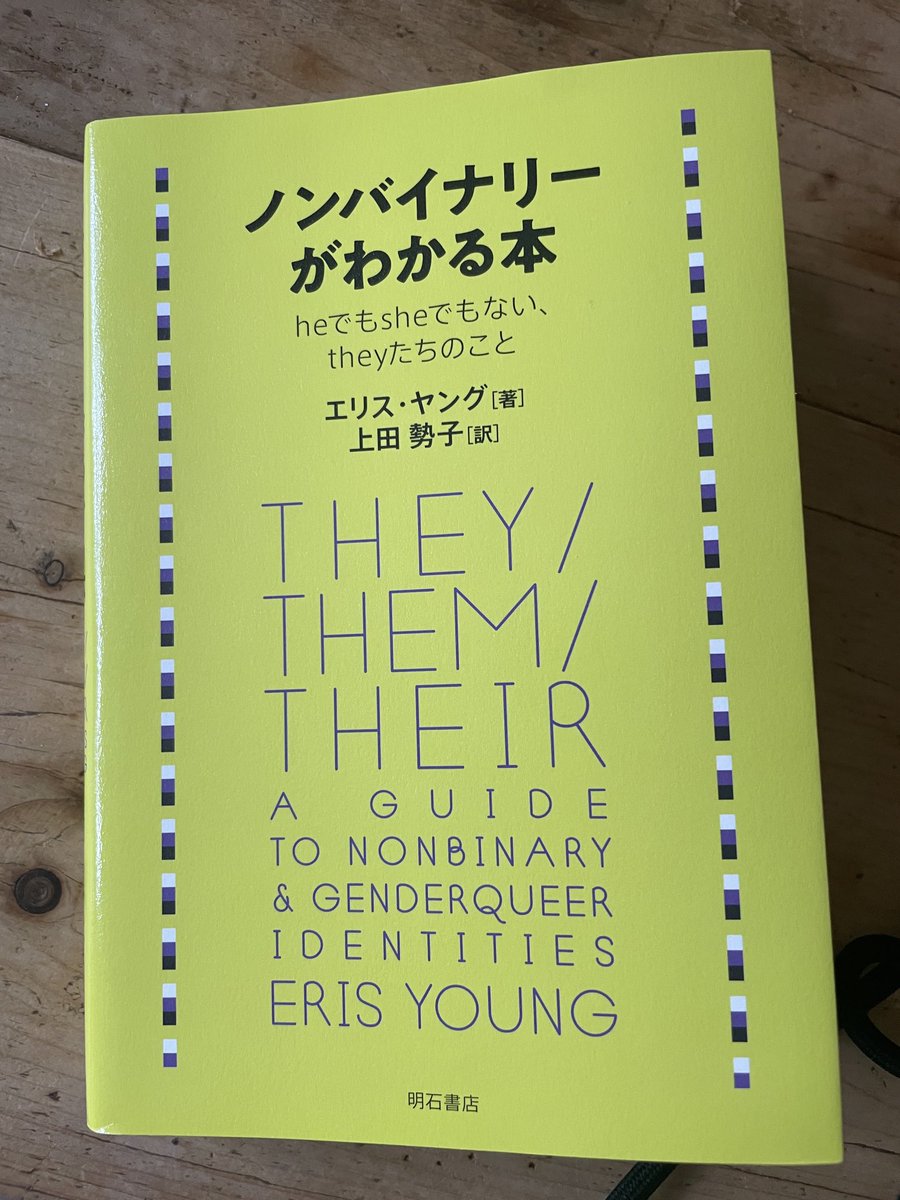 ノンバイナリー
がわかる本
heでもsheでもない、
theyたちのこと
エリス・ヤング[著]
上田 勢子[訳]
THEY/
THEM/
THEIR
A GUIDE
TO NONBINARY
& GENDERQUEER
IDENTITIES
ERIS YOUNG
明石書店